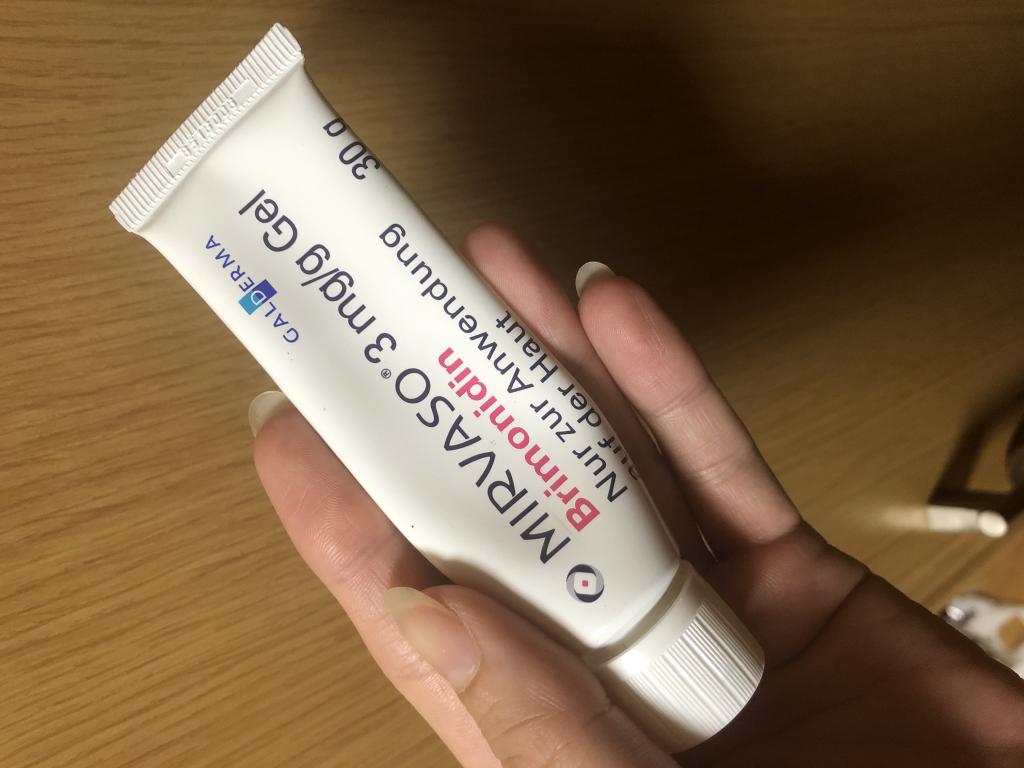 MIRVASO® 3 mg/g Gel
Brimonidin
Nur zur Anwendung
auf der Haut
30 g
GALDERMA